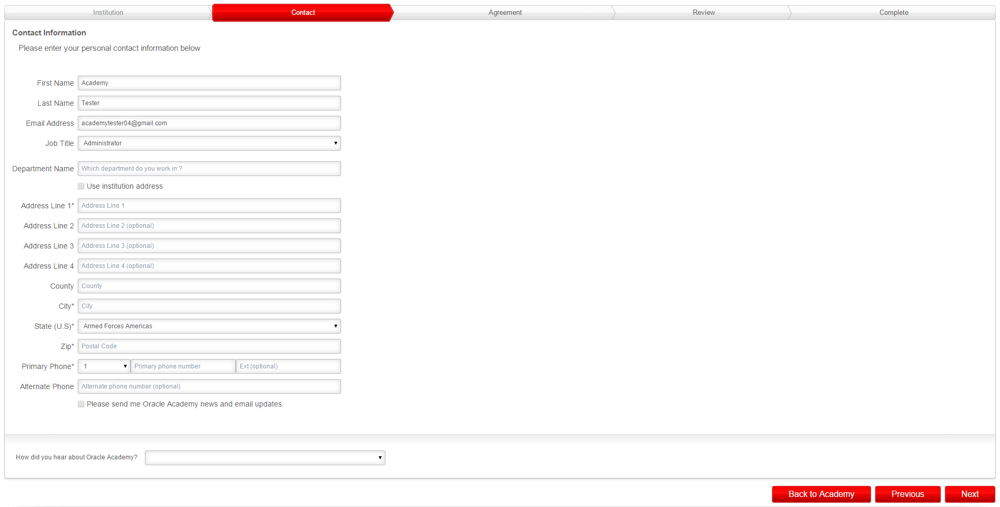 Institution Contact Agreement Review Complete
Contact Information
Please enter your personal contact information below
First Name Academy
Last Name Tester
Email Address academytester04@gmail.com
Job Title Administrator
Department Name Which department do you work in ?
Use institution address
Address Line 1* Address Line 1
Address Line 2 Address Line 2 (optional)
Address Line 3 Address Line 3 (optional)
Address Line 4 Address Line 4 (optional)
County County
City* City
State (U.S)* Armed Forces Americas
Zip* Postal Code
Primary Phone* 1 Primary phone number Ext (optional)
Alternate Phone Alternate phone number (optional)
Please send me Oracle Academy news and email updates.
How did you hear about Oracle Academy?
Back to Academy Previous Next